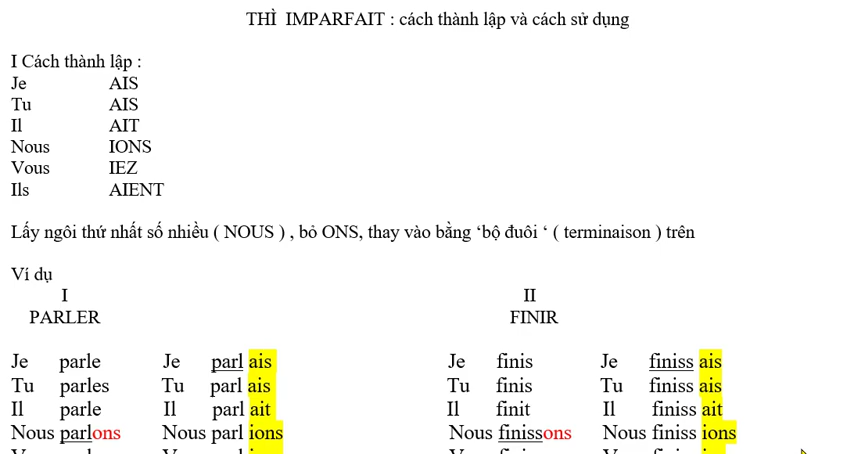 THÌ IMPARFAIT : cách thành lập và cách sử dụng
I Cách thành lập :
Je AIS
Tu AIS
Il AIT
Nous IONS
Vous IEZ
Ils AIENT
Lấy ngôi thứ nhất số nhiều ( NOUS ) , bỏ ONS, thay vào bằng ‘bộ đuôi ‘ ( terminaison ) trên
Ví dụ
I II
PARLER FINIR
Je parle Je parl ais Je finis Je finiss ais
Tu parles Tu parl ais Tu finis Tu finiss ais
Il parle Il parl ait Il finit Il finiss ait
Nous parlons Nous parl ions Nous finissons Nous finiss ions